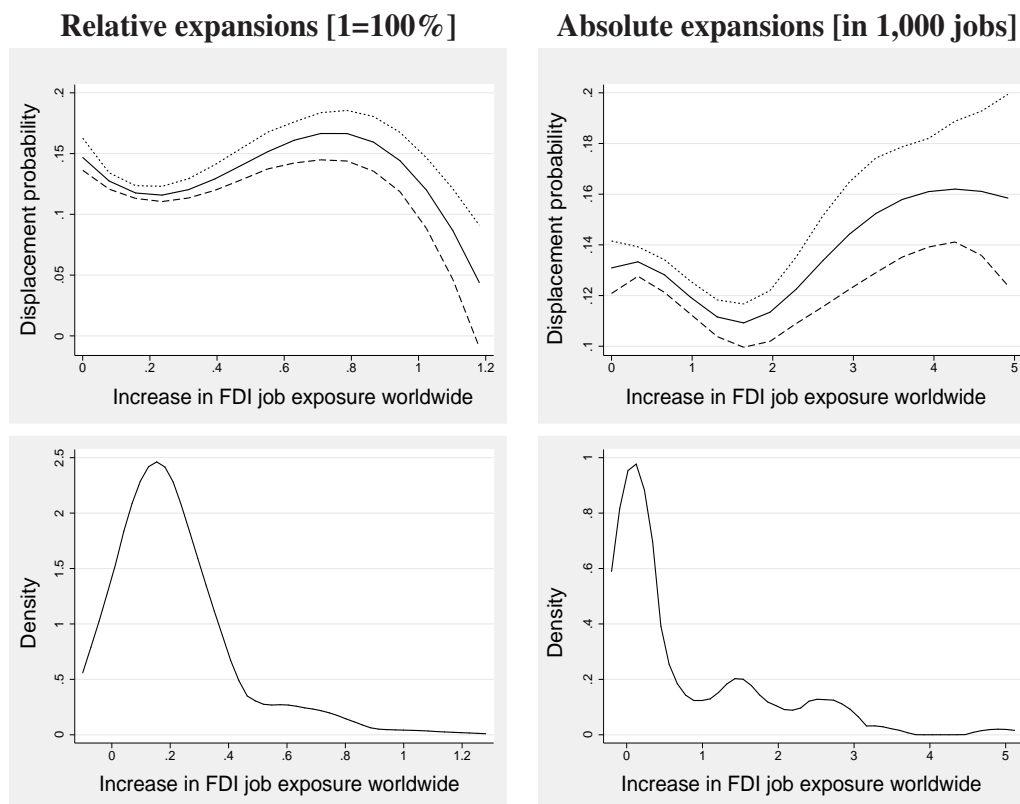 Relative expansions [1=100%]
Absolute expansions [in 1,000 jobs]
Displacement probability
.2
.15
.1
.05
0
0 .2 .4 .6 .8 1 1.2
Increase in FDI job exposure worldwide
Displacement probability
.2
.18
.16
.14
.12
.1
0 1 2 3 4 5
Increase in FDI job exposure worldwide
Density
2.5
2
1.5
1
.5
0
0 .2 .4 .6 .8 1 1.2
Increase in FDI job exposure worldwide
Density
1
.8
.6
.4
.2
0
0 1 2 3 4 5
Increase in FDI job exposure worldwide